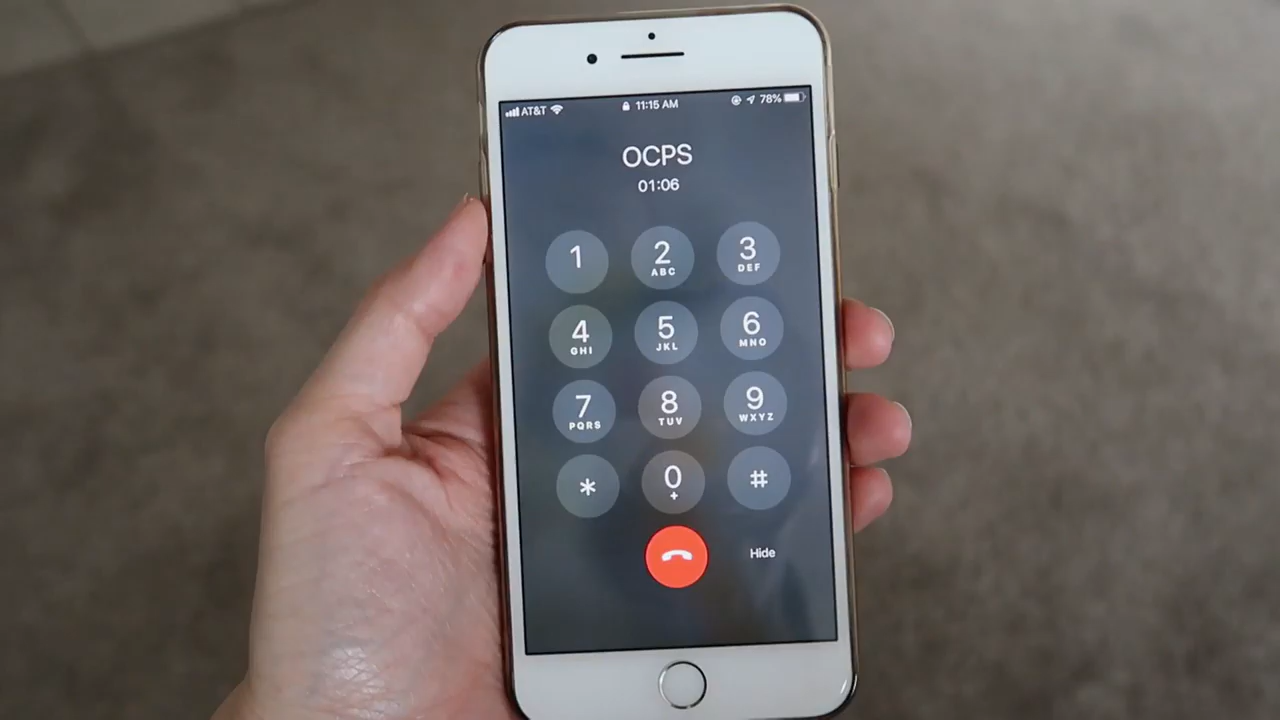 AT&T 11:15 AM 78%
OCPS
01:06
1 2 3
ABC DEF
4 5 6
GHI JKL MNO
7 8 9
PQRS TUV WXYZ
* 0 #
+
Hide